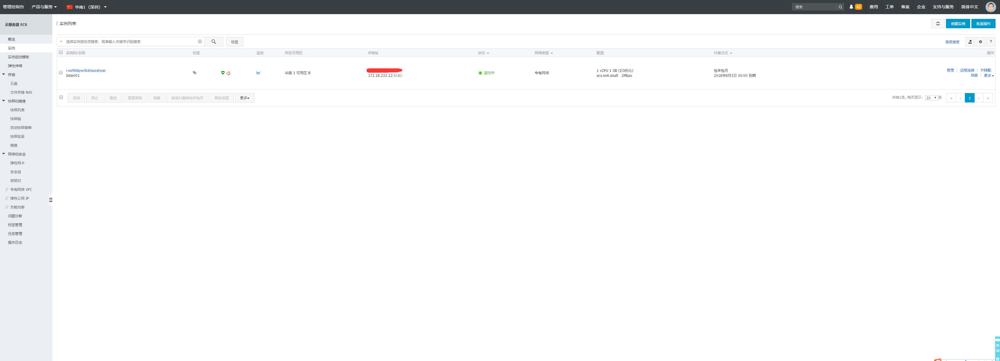 管理控制台 产品与服务 华南1（深圳） 搜索 42 费用 工单 备案 企业 支持与服务 简体中文
云服务器 ECS
概览
实例
实例启动模板
弹性伸缩
存储
云盘
文件存储 NAS
快照和镜像
快照列表
快照链
自动快照策略
快照容量
镜像
网络和安全
弹性网卡
安全组
密钥对
专有网络 VPC
弹性公网 IP
负载均衡
问题诊断
标签管理
任务管理
操作日志
实例列表 创建实例 批量操作
选择实例属性项搜索，或者输入关键字识别搜索 ? 标签 高级搜索 ?
实例ID/名称 标签 监控 所在可用区 IP地址 状态 网络类型 配置 付费方式 操作
i-wz9h8pwrlbdmuoelyzec 1 vCPU 1 GB (I/O优化) 包年包月 管理 | 远程连接 | 升降配
华南 1 可用区 B 运行中 专有网络
Inter001 172.18.233.12(私有) ecs.xn4.small 2Mbps 2018年8月3日 00:00 到期 续费 | 更多
启动 停止 重启 重置密码 续费 按量付费转包年包月 释放设置 更多 共有1条, 每页显示: 20 条 « ‹ 1 › »
咨询·建